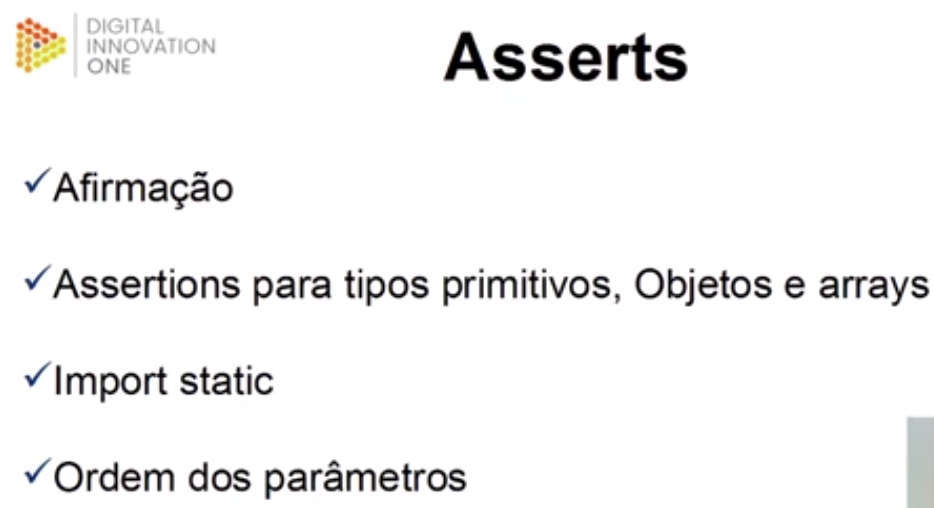 DIGITAL
INNOVATION
ONE
Asserts
✓Afirmação
✓Assertions para tipos primitivos, Objetos e arrays
✓Import static
✓Ordem dos parâmetros